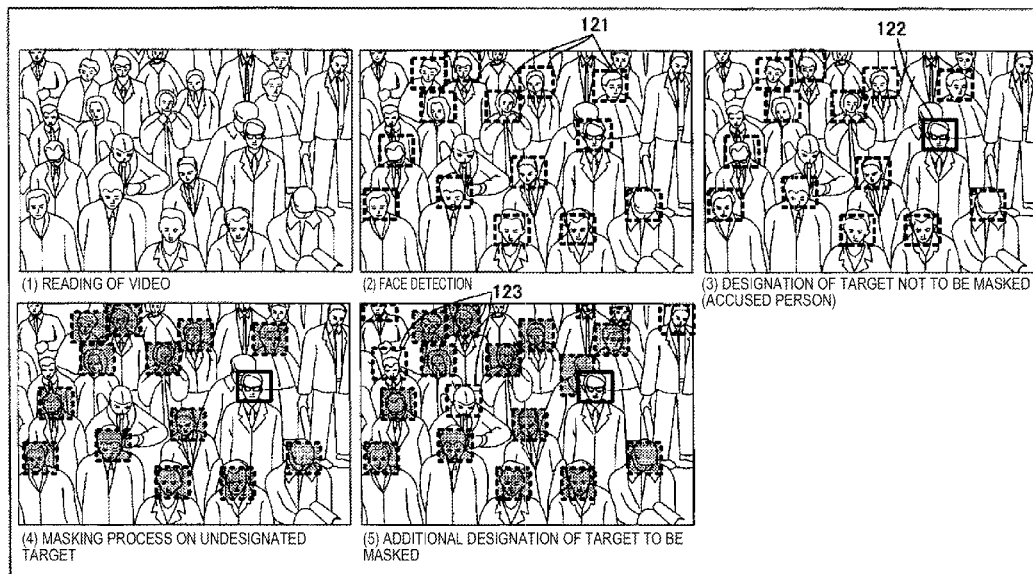 121
122
(1) READING OF VIDEO
(2) FACE DETECTION
(3) DESIGNATION OF TARGET NOT TO BE MASKED
(ACCUSED PERSON)
123
(4) MASKING PROCESS ON UNDESIGNATED
TARGET
(5) ADDITIONAL DESIGNATION OF TARGET TO BE
MASKED